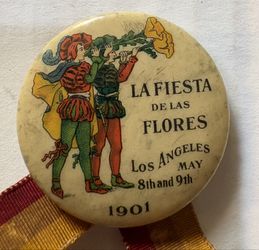 LA FIESTA
DE LAS
FLORES
LOS ANGELES
MAY
8th and 9th
1901